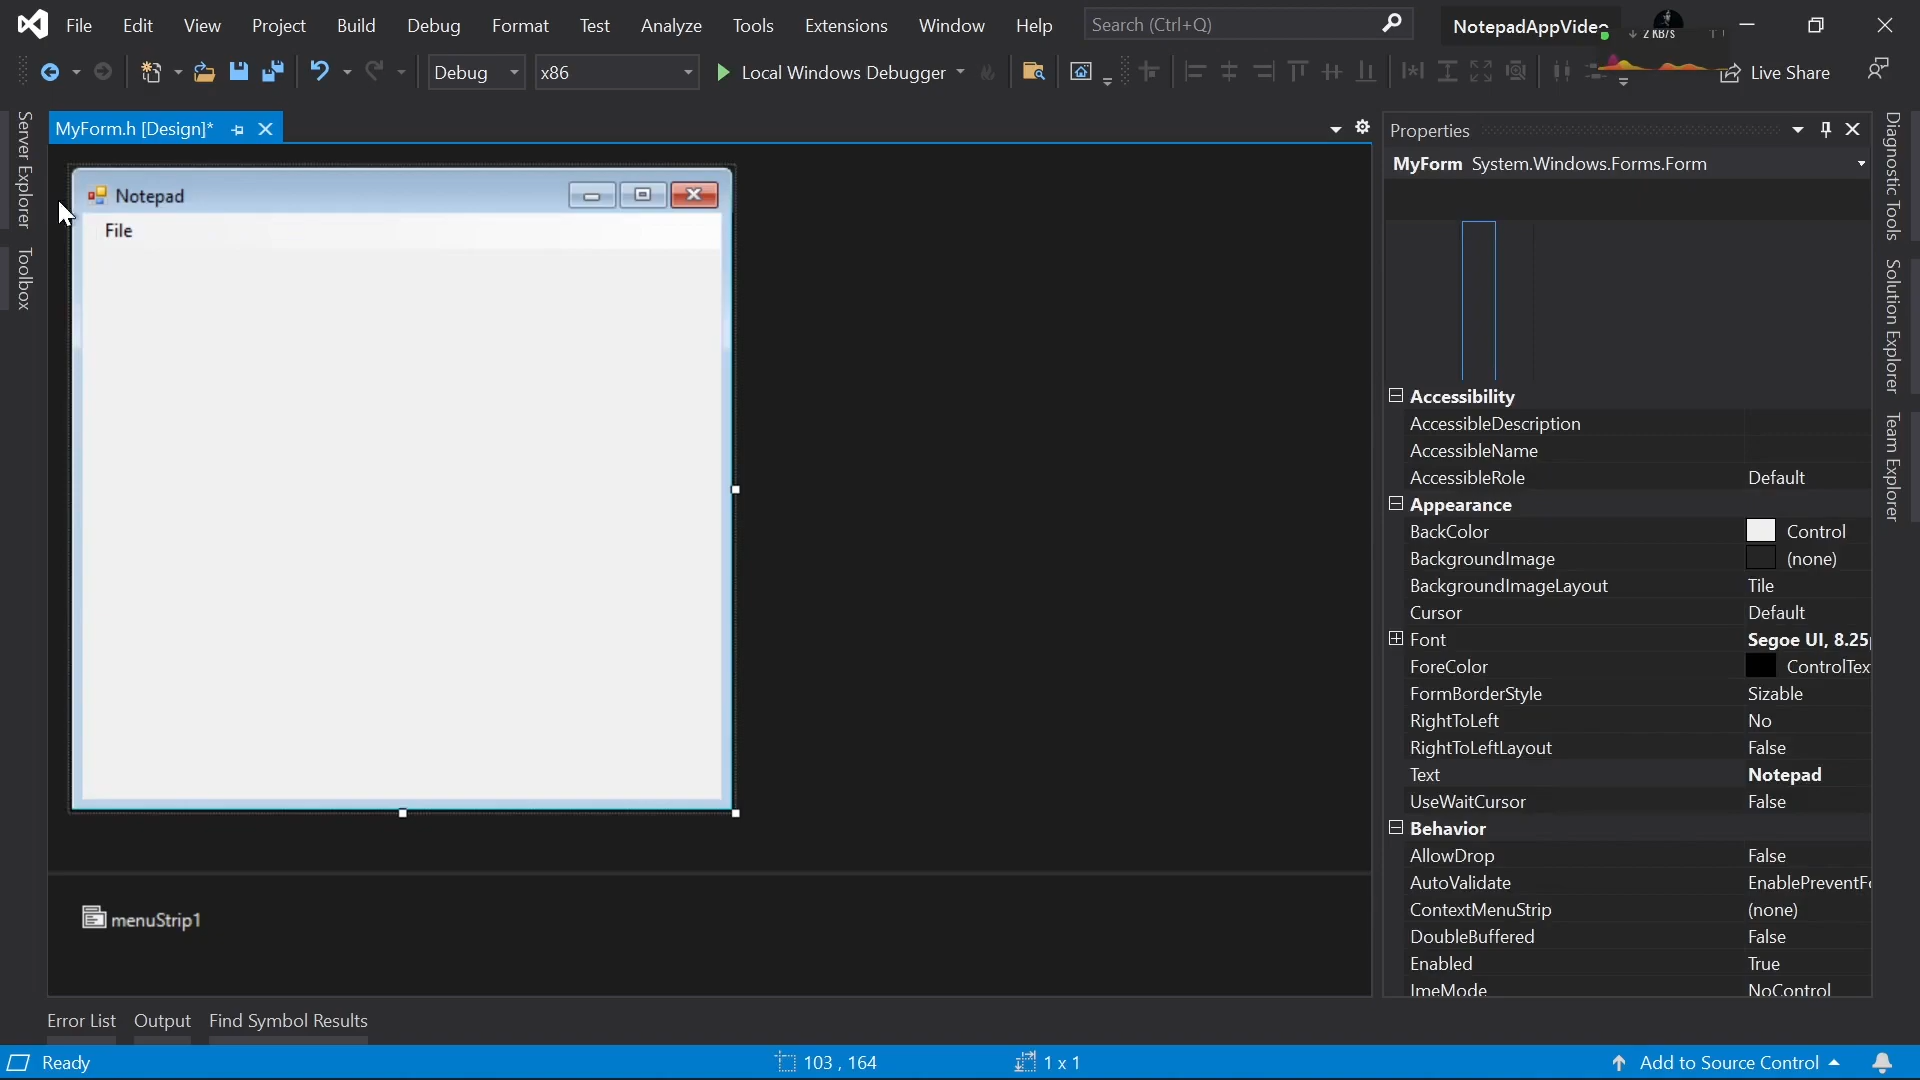 File Edit View Project Build Debug Format Test Analyze Tools Extensions Window Help Search (Ctrl+Q) NotepadAppVideo
2 KB/s
Debug x86 Local Windows Debugger Live Share
Server Explorer
Toolbox
MyForm.h [Design]*
Notepad
File
menuStrip1
Properties
MyForm System.Windows.Forms.Form
Accessibility
AccessibleDescription
AccessibleName
AccessibleRole Default
Appearance
BackColor Control
BackgroundImage (none)
BackgroundImageLayout Tile
Cursor Default
Font Segoe UI, 8.25
ForeColor ControlTex
FormBorderStyle Sizable
RightToLeft No
RightToLeftLayout False
Text Notepad
UseWaitCursor False
Behavior
AllowDrop False
AutoValidate EnablePreventFo
ContextMenuStrip (none)
DoubleBuffered False
Enabled True
ImeMode NoControl
Diagnostic Tools
Solution Explorer
Team Explorer
Error List Output Find Symbol Results
Ready 103 , 164 1 x 1 Add to Source Control